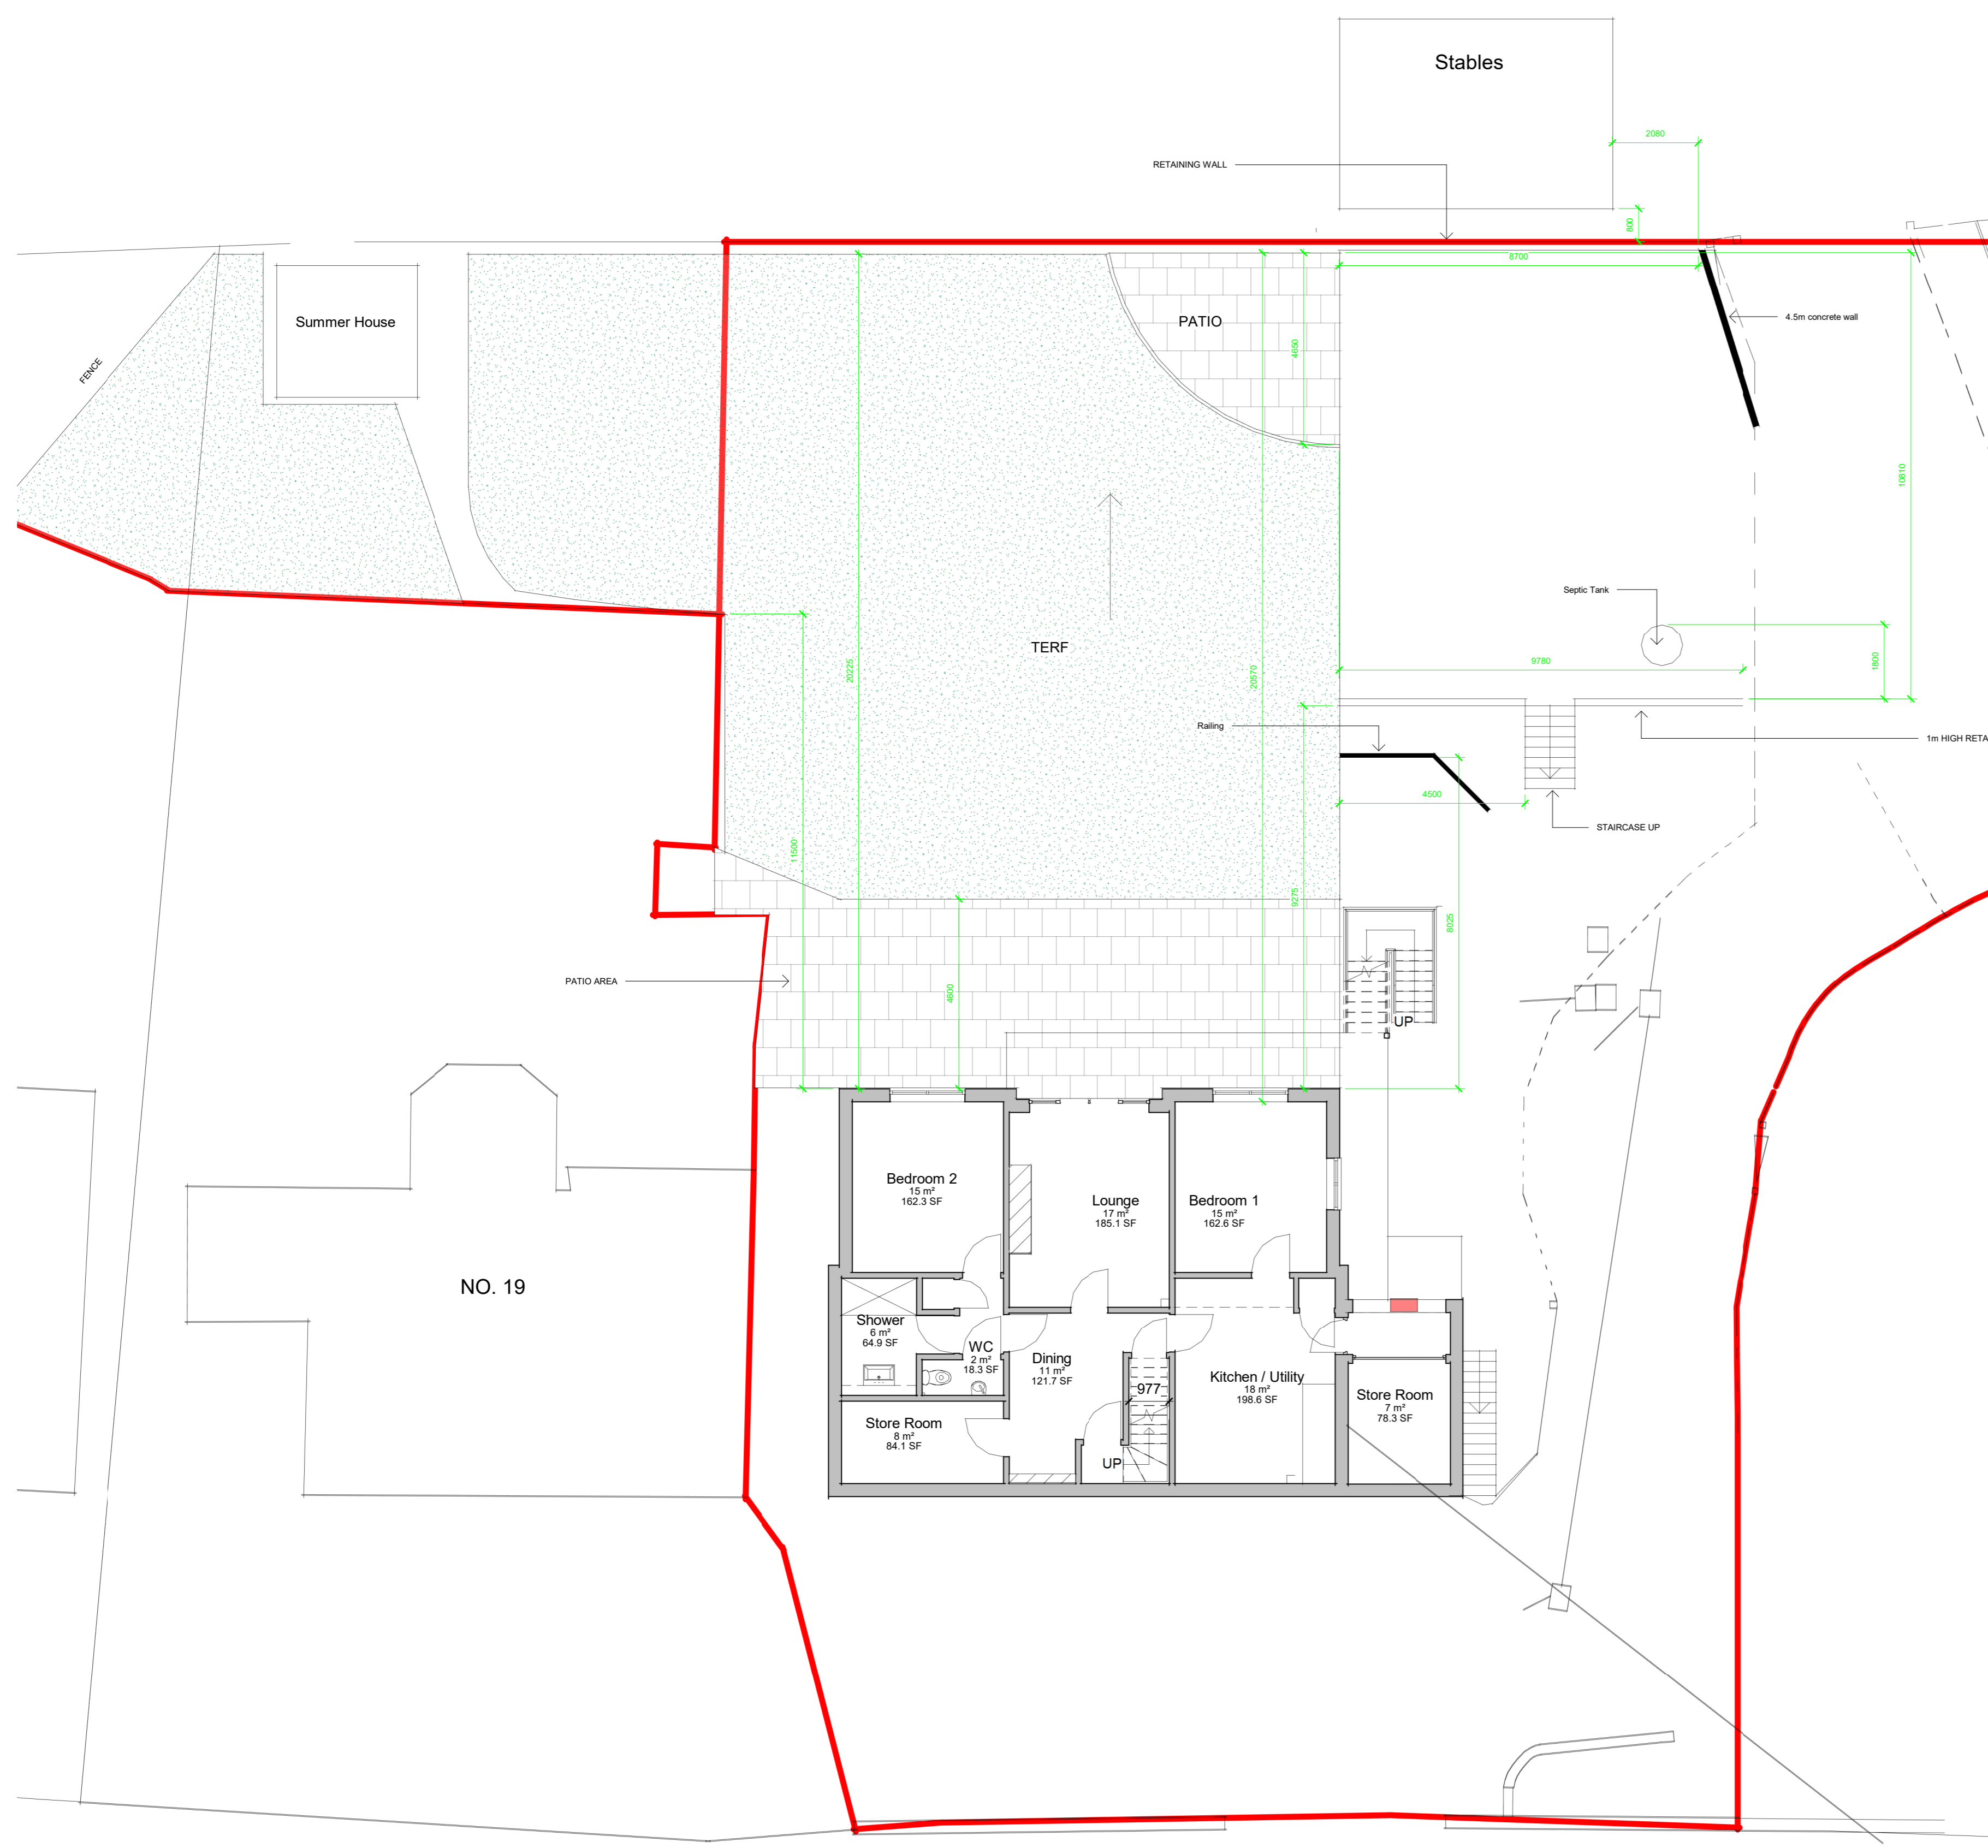 Stables
2060
RETAINING WALL
800
8700
Summer House
PATIO
4.5m concrete wall
4650
FENCE
10810
Septic Tank
TERF
9780
1800
20225
20570
Railing
1m HIGH RETA
4500
STAIRCASE UP
11500
9275
8025
PATIO AREA
4600
UP
Bedroom 2
15 m²
162.3 SF
Lounge
17 m²
185.1 SF
Bedroom 1
15 m²
162.6 SF
NO. 19
Shower
6 m²
64.9 SF
WC
2 m²
18.3 SF
Dining
11 m²
121.7 SF
977
Kitchen / Utility
18 m²
198.6 SF
Store Room
7 m²
78.3 SF
Store Room
8 m²
84.1 SF
UP